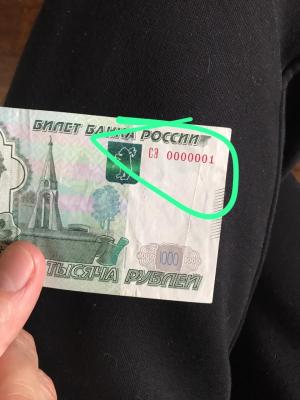 БИЛЕТ БАНКА РОССИИ
СЭ 0000001
ТЫСЯЧА РУБЛЕЙ
1000